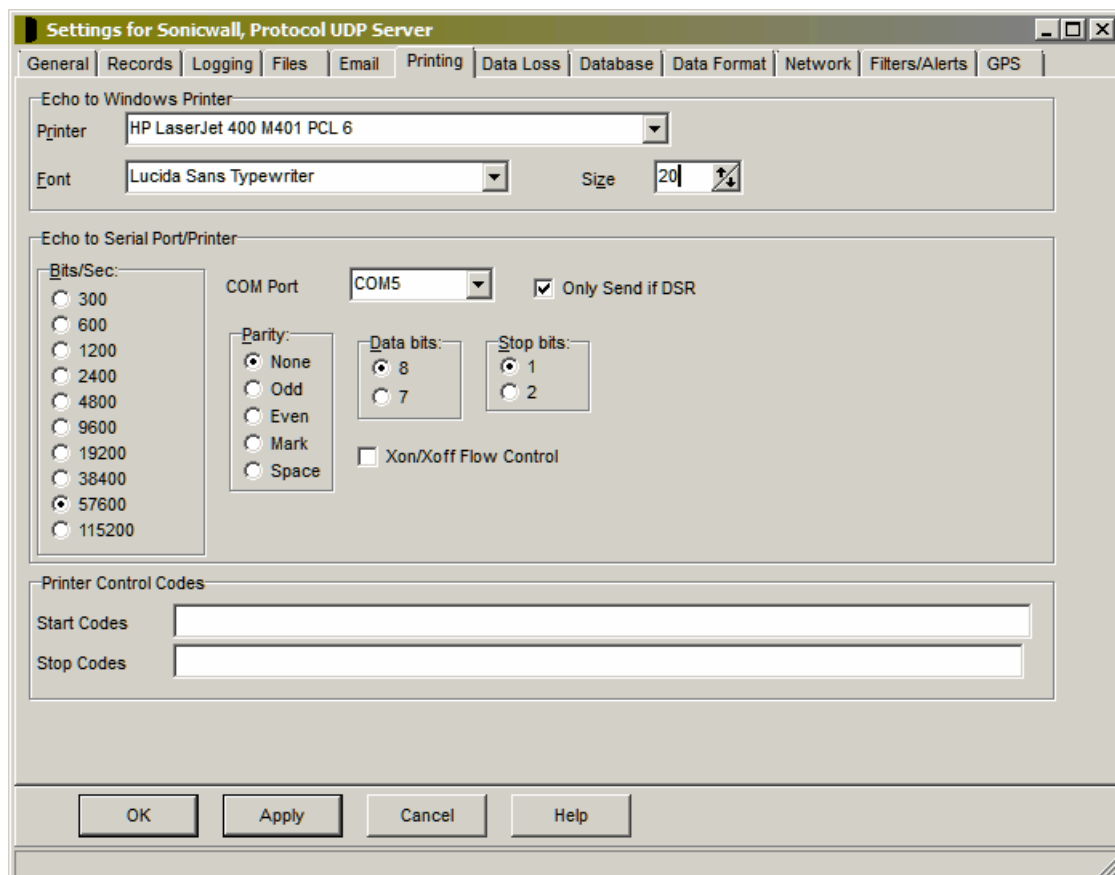 Settings for Sonicwall, Protocol UDP Server
General Records Logging Files Email Printing Data Loss Database Data Format Network Filters/Alerts GPS
Echo to Windows Printer
Printer HP LaserJet 400 M401 PCL 6
Font Lucida Sans Typewriter Size 20
Echo to Serial Port/Printer
Bits/Sec:
300
600
1200
2400
4800
9600
19200
38400
57600
115200
COM Port COM5 Only Send if DSR
Parity:
None
Odd
Even
Mark
Space
Data bits:
8
7
Stop bits:
1
2
Xon/Xoff Flow Control
Printer Control Codes
Start Codes
Stop Codes
OK Apply Cancel Help